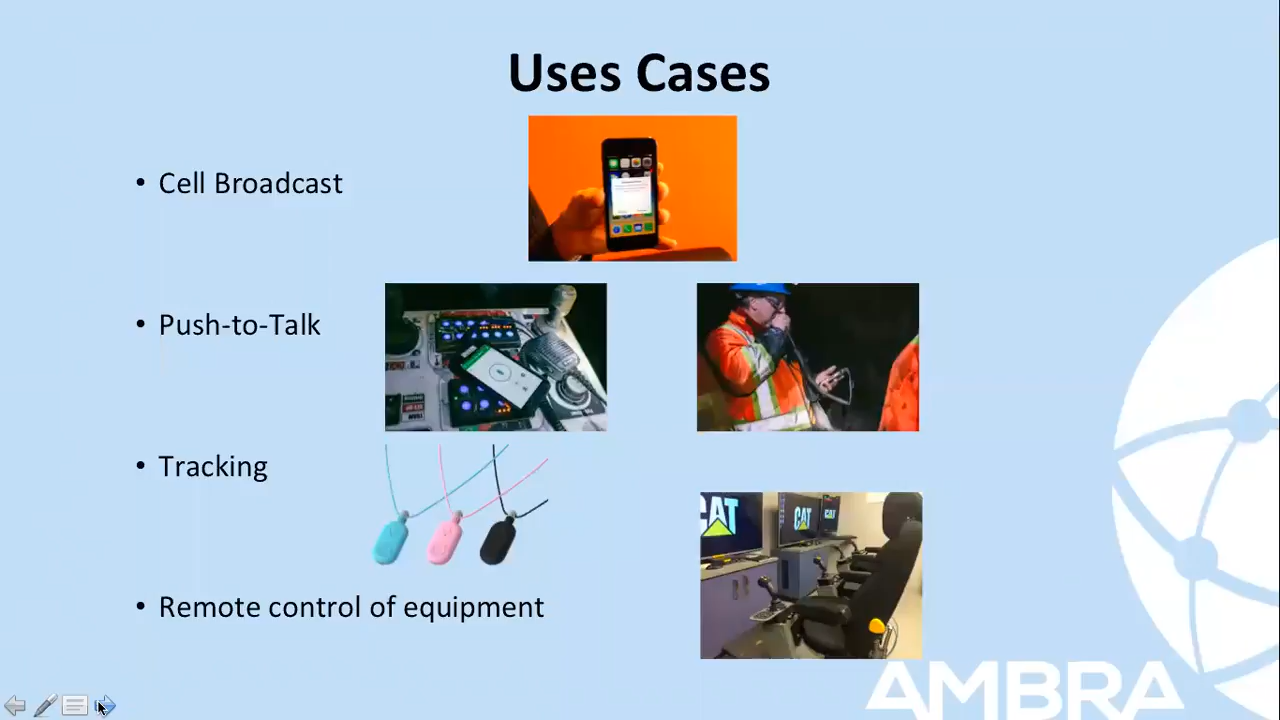 Uses Cases
• Cell Broadcast
• Push-to-Talk
• Tracking
CAT
CAT
CAT
• Remote control of equipment
AMBRA